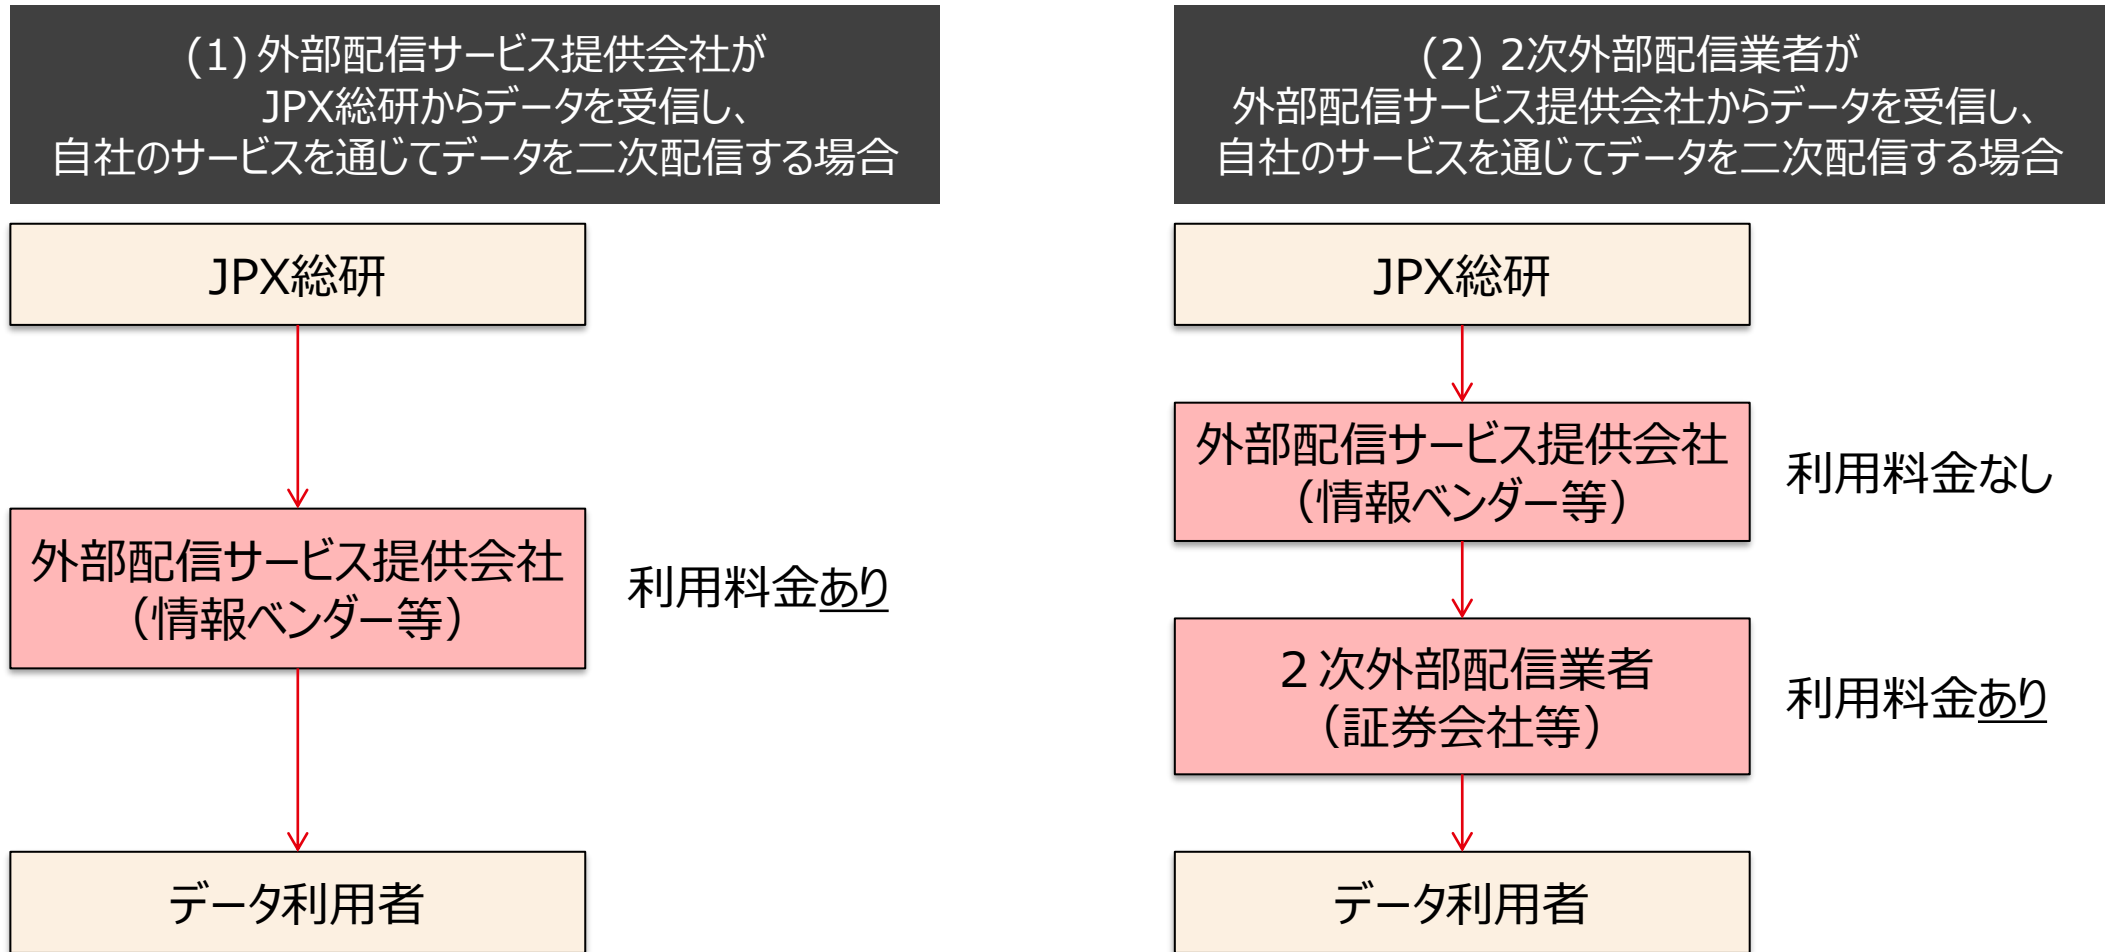 (1) 外部配信サービス提供会社が
JPX総研からデータを受信し、
自社のサービスを通じてデータを二次配信する場合
JPX総研
外部配信サービス提供会社
（情報ベンダー等）
利用料金あり
データ利用者
(2) 2次外部配信業者が
外部配信サービス提供会社からデータを受信し、
自社のサービスを通じてデータを二次配信する場合
JPX総研
外部配信サービス提供会社
（情報ベンダー等）
利用料金なし
２次外部配信業者
（証券会社等）
利用料金あり
データ利用者